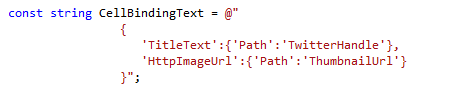 const string CellBindingText = @"
{
'TitleText':{'Path':'TwitterHandle'},
'HttpImageUrl':{'Path':'ThumbnailUrl'}
}";